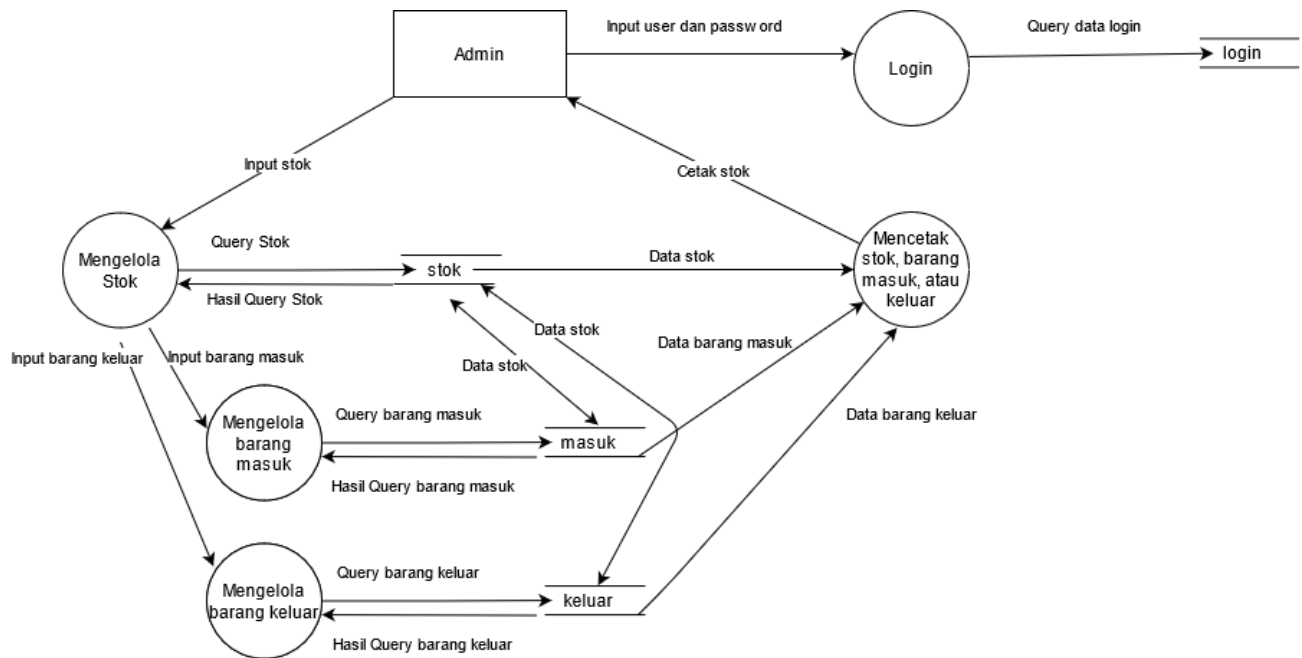 Input user dan password
Query data login
Admin
Login
login
Input stok
Cetak stok
Query Stok
Mengelola
Stok
stok
Data stok
Mencetak
stok, barang
masuk, atau
keluar
Hasil Query Stok
Data stok
Data barang masuk
Input barang keluar
Input barang masuk
Data stok
Mengelola
barang
masuk
Query barang masuk
masuk
Data barang keluar
Hasil Query barang masuk
Query barang keluar
Mengelola
barang keluar
keluar
Hasil Query barang keluar